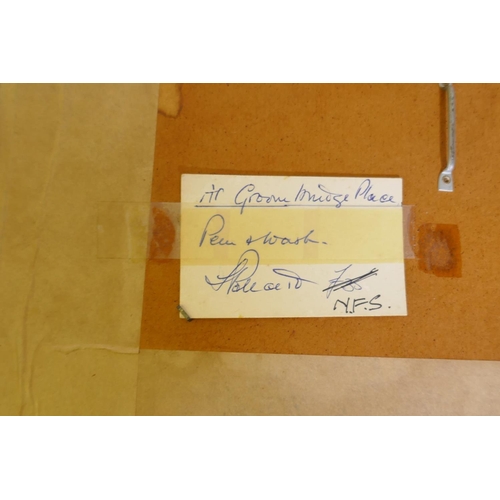 At Groombridge Place
Pen & Wash.
N.F.S.